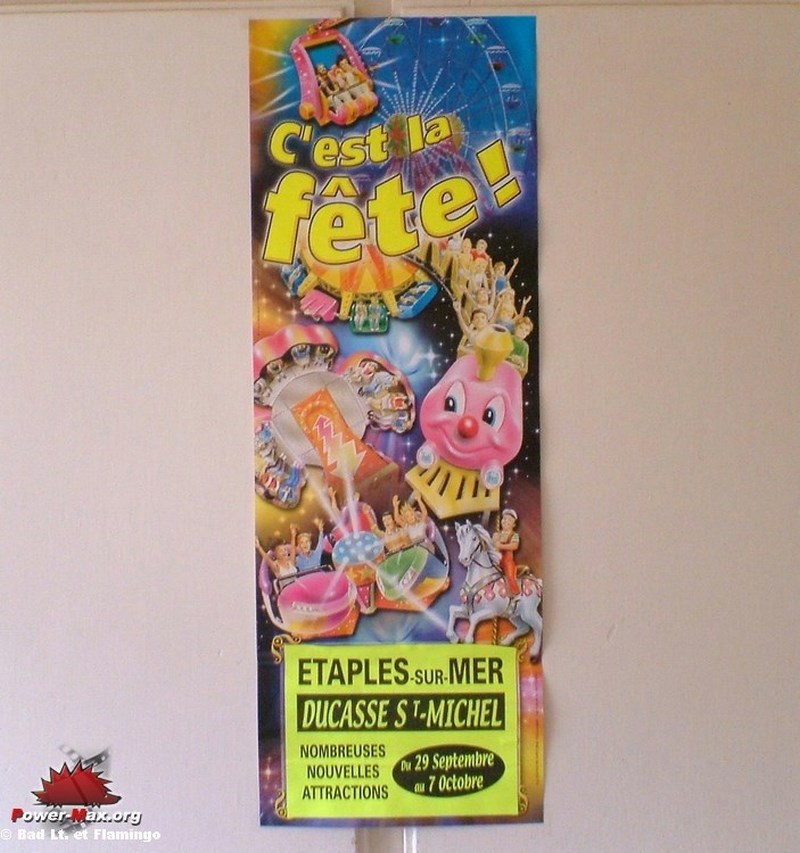 C'est la
fête!
ETAPLES-SUR-MER
DUCASSE ST-MICHEL
NOMBREUSES
NOUVELLES
ATTRACTIONS
Du 29 Septembre
au 7 Octobre
Power-Max.org
© Bad Lt. et Flamingo